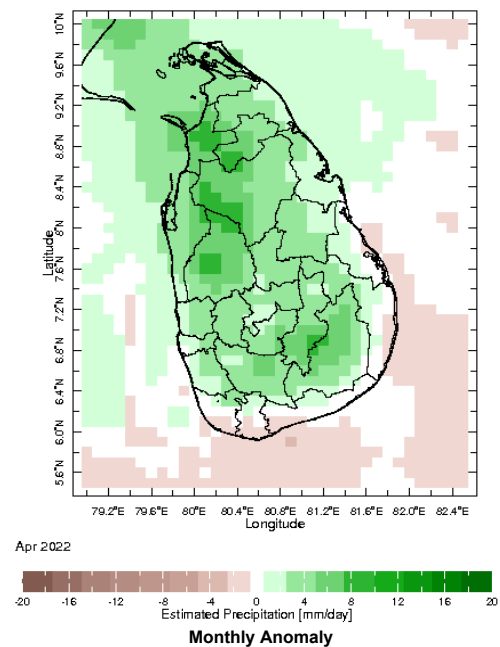 10°N
9.6°N
9.2°N
8.8°N
8.4°N
8°N
7.6°N
7.2°N
6.8°N
6.4°N
6.0°N
5.6°N
Latitude
79.2°E 79.6°E 80°E 80.4°E 80.8°E 81.2°E 81.6°E 82.0°E 82.4°E
Longitude
Apr 2022
-20 -16 -12 -8 -4 0 4 8 12 16 20
Estimated Precipitation [mm/day]
Monthly Anomaly